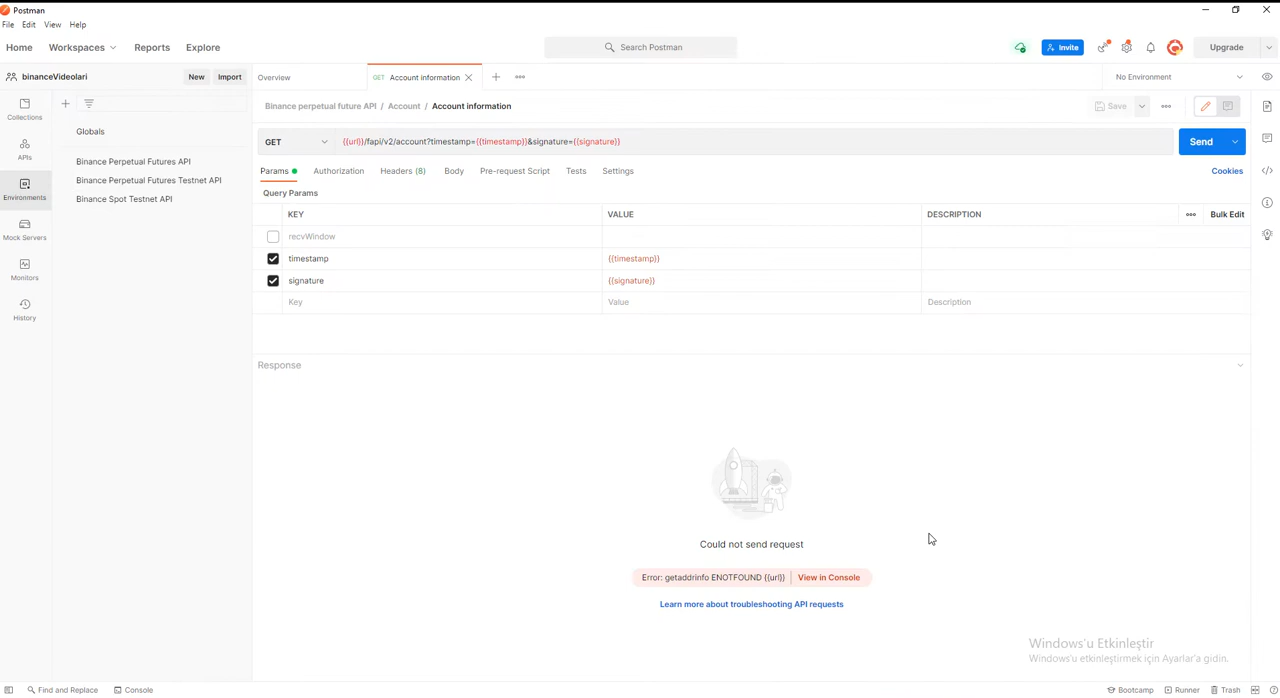 Postman
File Edit View Help
Home Workspaces Reports Explore Search Postman Invite Upgrade
binanceVideolari New Import Overview GET Account information No Environment
Collections
APIs
Environments
Mock Servers
Monitors
History
Globals
Binance Perpetual Futures API
Binance Perpetual Futures Testnet API
Binance Spot Testnet API
Binance perpetual future API / Account / Account information Save
GET {{url}}/fapi/v2/account?timestamp={{timestamp}}&signature={{signature}} Send
Params Authorization Headers (8) Body Pre-request Script Tests Settings Cookies
Query Params
KEY VALUE DESCRIPTION Bulk Edit
recvWindow
timestamp {{timestamp}}
signature {{signature}}
Key Value Description
Response
Could not send request
Error: getaddrinfo ENOTFOUND {{url}} View in Console
Learn more about troubleshooting API requests
Windows'u Etkinleştir
Windows'u etkinleştirmek için Ayarlar'a gidin.
Find and Replace Console Bootcamp Runner Trash